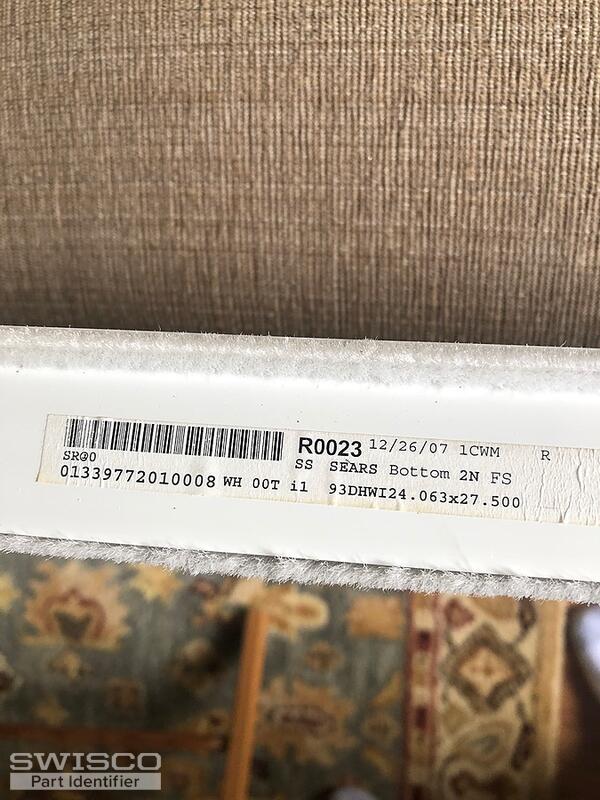 R0023 12/26/07 1CWM R
SR@0 SS SEARS Bottom 2N FS
01339772010008 WH 00T i1 93DHWI24.063x27.500
SWISCO
Part Identifier